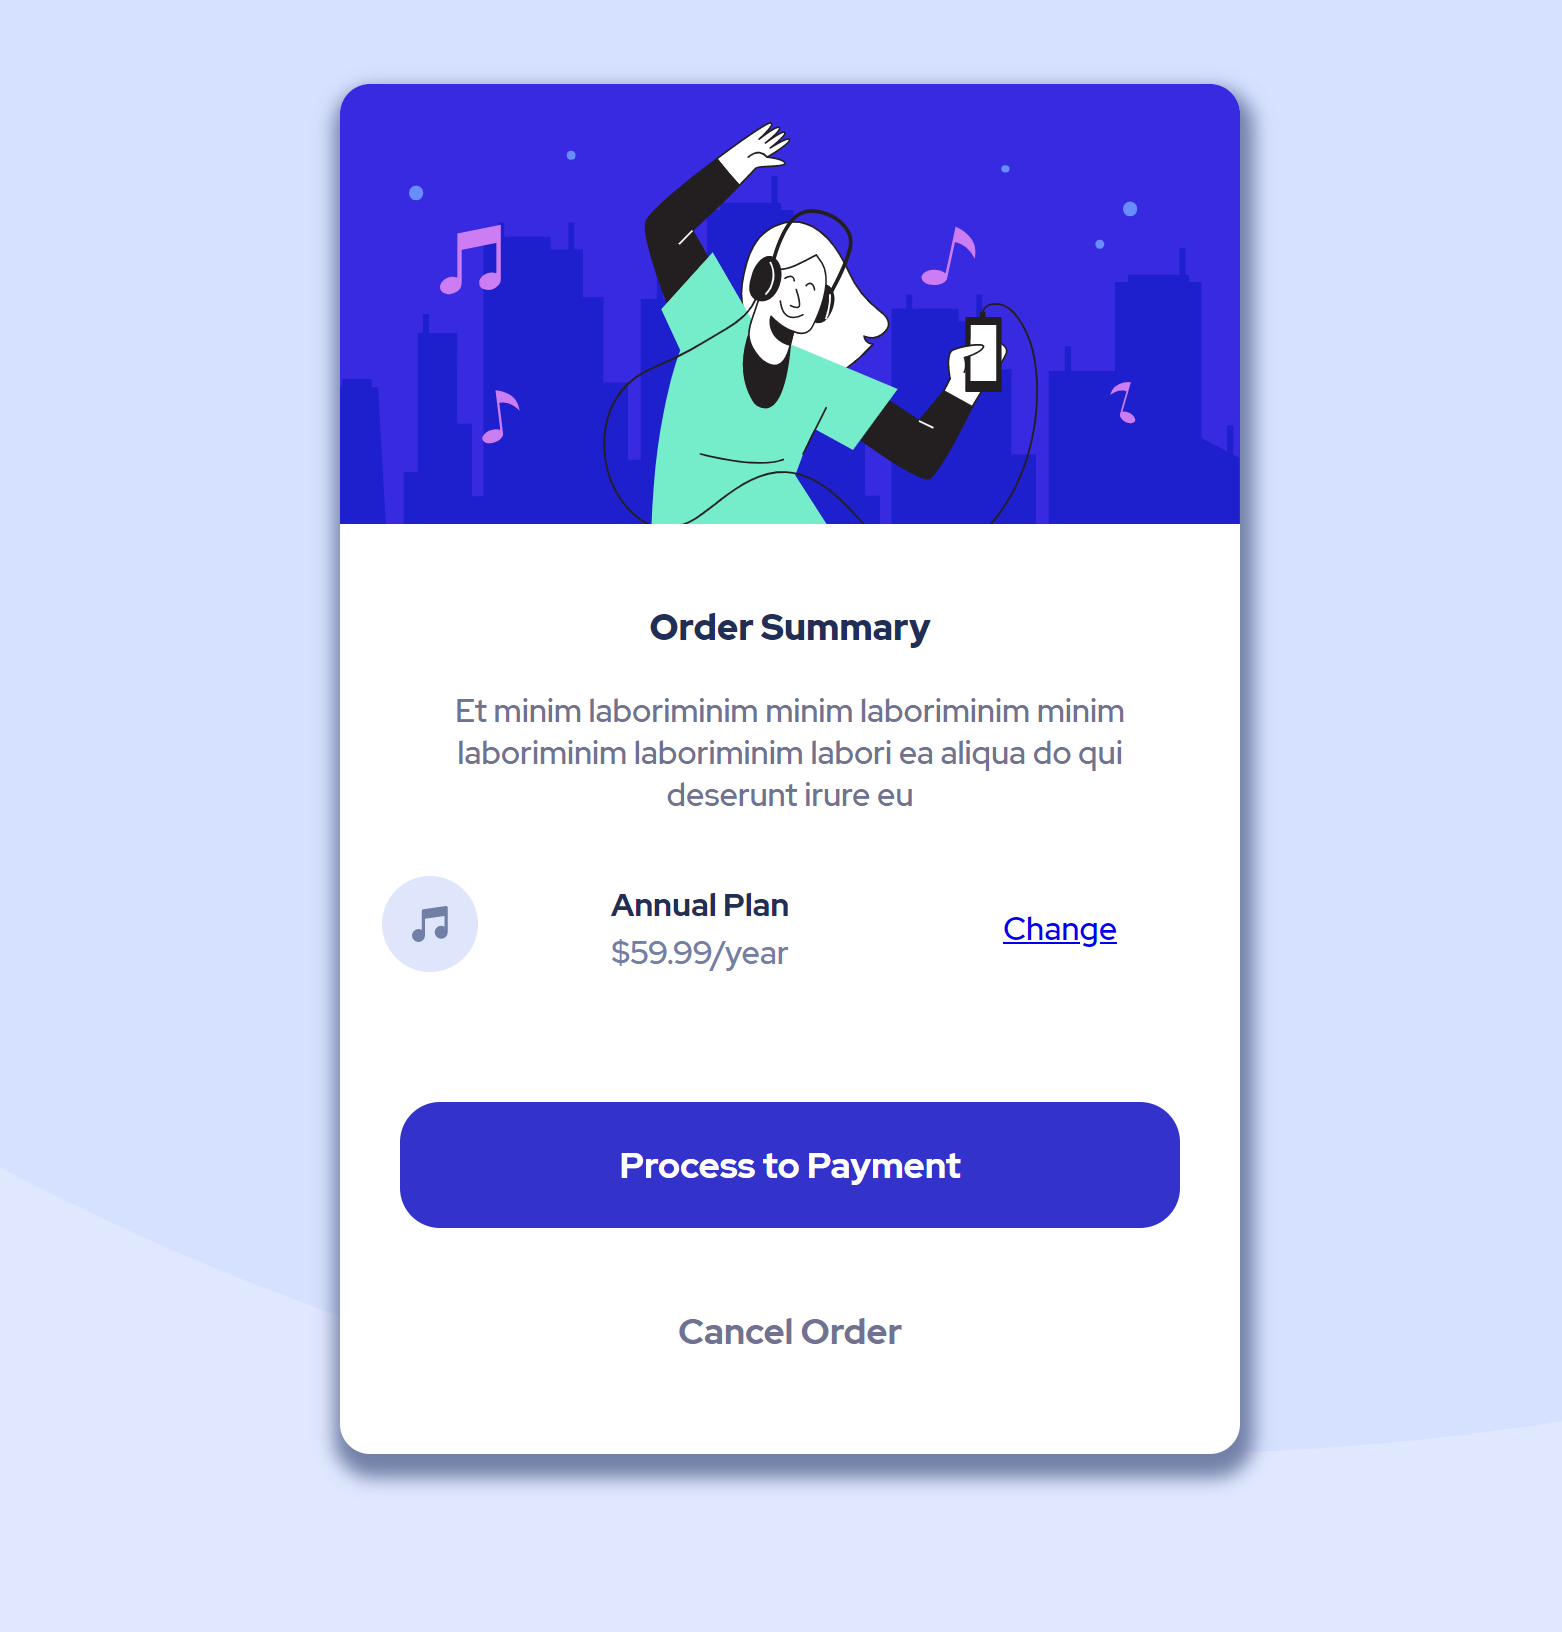 Order Summary
Et minim laboriminim minim laboriminim minim
laboriminim laboriminim labori ea aliqua do qui
deserunt irure eu
Annual Plan
$59.99/year
Change
Process to Payment
Cancel Order